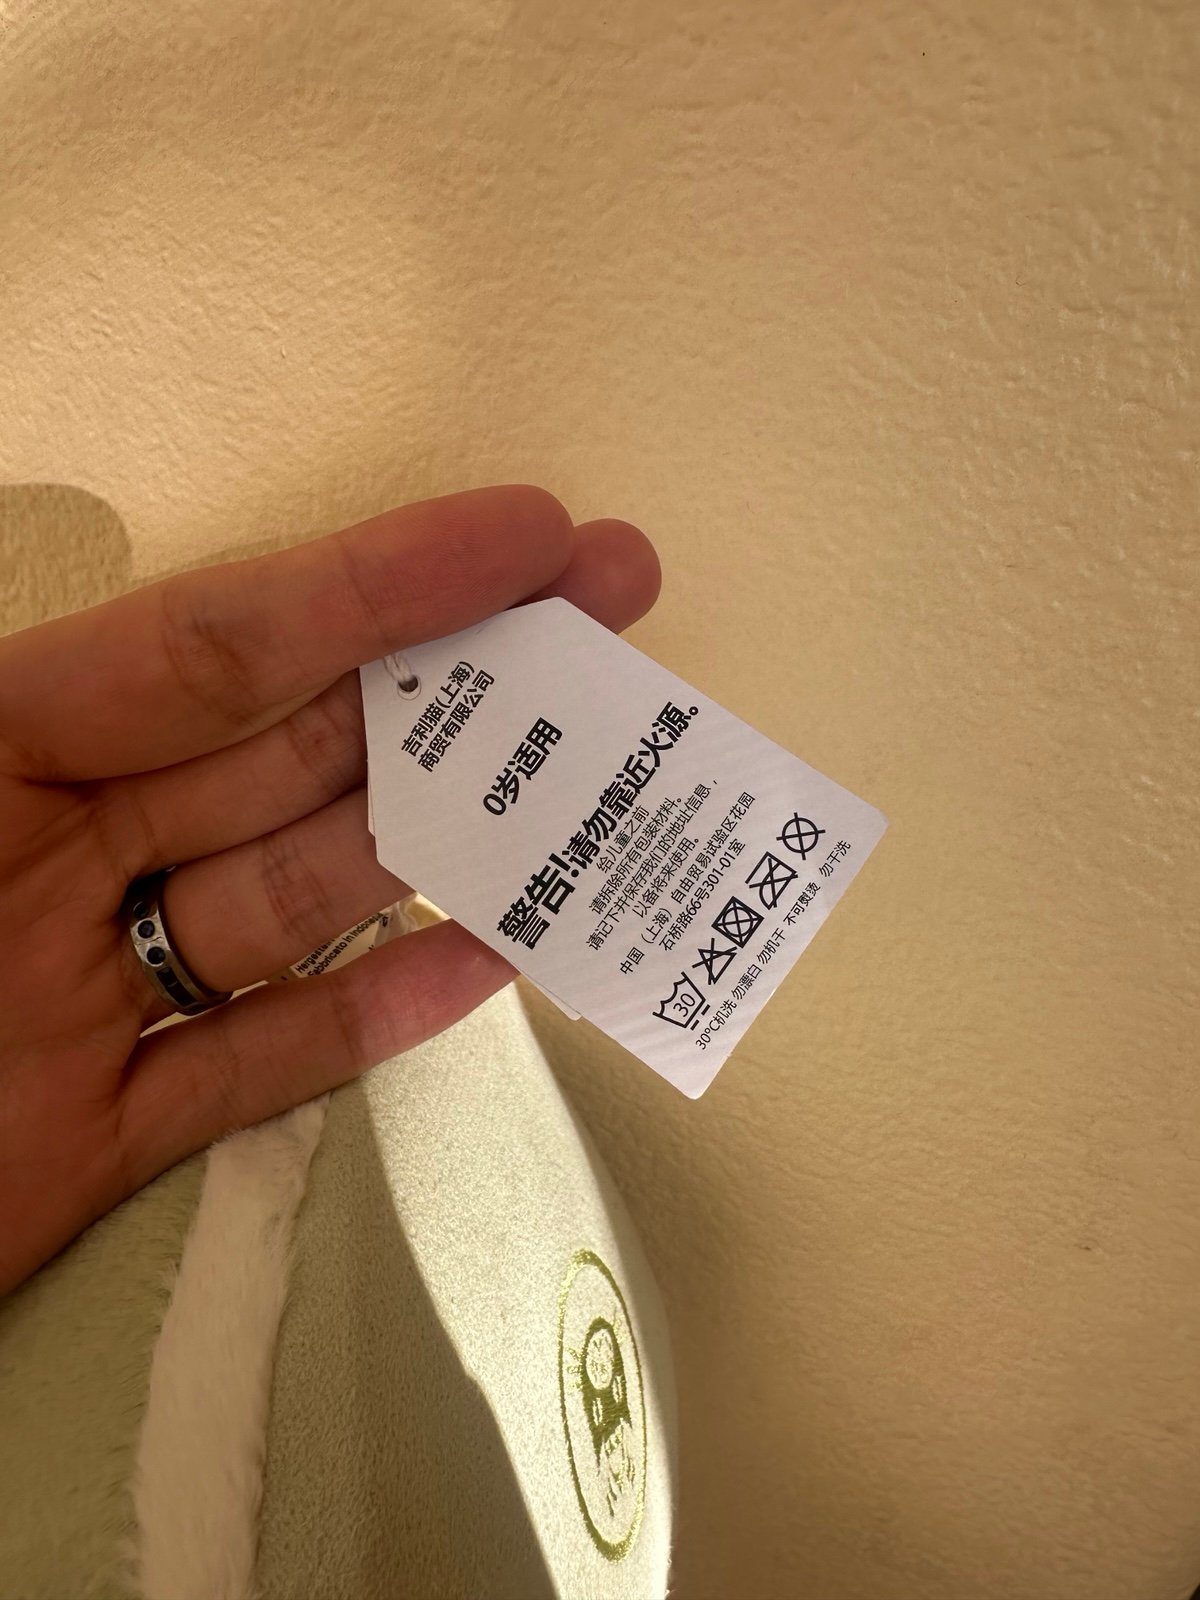 吉利猫(上海)
商贸有限公司
0岁适用
警告!请勿靠近火源。
给儿童之前
请拆除所有包装材料。
请记下并保存我们的地址信息，
以备将来使用。
中国（上海）自由贸易试验区花园
石桥路66号301-01室
30
30°C机洗 勿漂白 勿机干 不可熨烫 勿干洗
Fabbricato in Indonesia